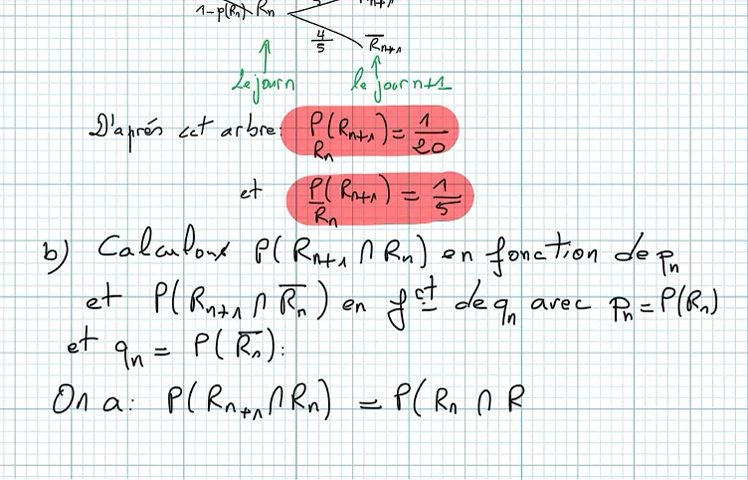 1-p(Rn) Rn
4/5
R̅n+1
le jour n
le jour n+1
D'aprés cet arbre: P_Rn(Rn+1) = 1/20
et P_R̅n(Rn+1) = 1/5
b) Calculons P(Rn+1 ∩ Rn) en fonction de pn
et P(Rn+1 ∩ R̅n) en fct de qn avec pn = P(Rn)
et qn = P(R̅n):
On a: P(Rn+1 ∩ Rn) = P(Rn ∩ R